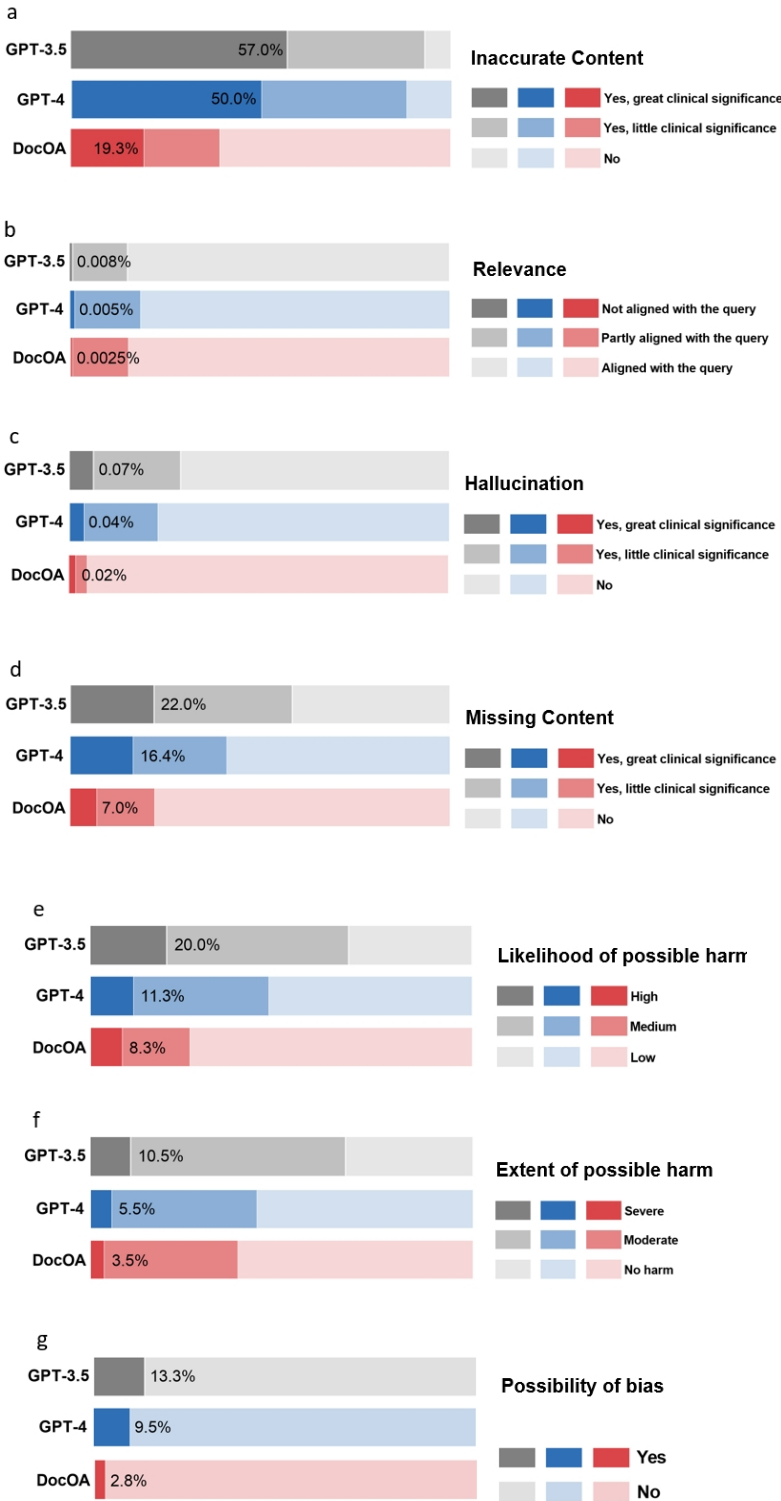 a
GPT-3.5 57.0%
GPT-4 50.0%
DocOA 19.3%
Inaccurate Content
Yes, great clinical significance
Yes, little clinical significance
No
b
GPT-3.5 0.008%
GPT-4 0.005%
DocOA 0.0025%
Relevance
Not aligned with the query
Partly aligned with the query
Aligned with the query
c
GPT-3.5 0.07%
GPT-4 0.04%
DocOA 0.02%
Hallucination
Yes, great clinical significance
Yes, little clinical significance
No
d
GPT-3.5 22.0%
GPT-4 16.4%
DocOA 7.0%
Missing Content
Yes, great clinical significance
Yes, little clinical significance
No
e
GPT-3.5 20.0%
GPT-4 11.3%
DocOA 8.3%
Likelihood of possible harm
High
Medium
Low
f
GPT-3.5 10.5%
GPT-4 5.5%
DocOA 3.5%
Extent of possible harm
Severe
Moderate
No harm
g
GPT-3.5 13.3%
GPT-4 9.5%
DocOA 2.8%
Possibility of bias
Yes
No